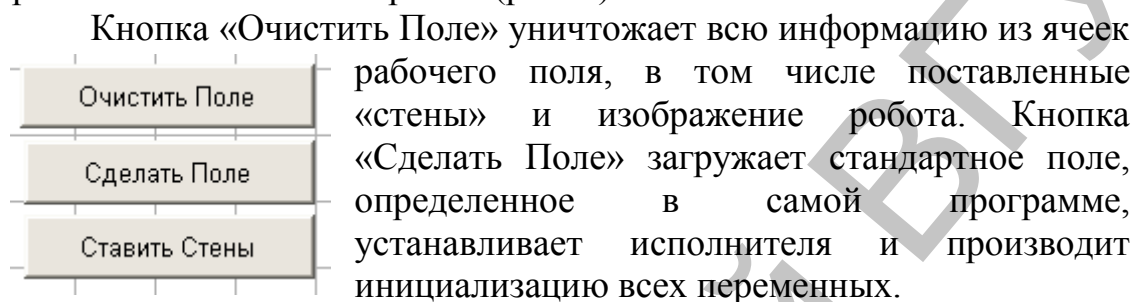 Кнопка «Очистить Поле» уничтожает всю информацию из ячеек
рабочего поля, в том числе поставленные
«стены» и изображение робота. Кнопка
«Сделать Поле» загружает стандартное поле,
определенное в самой программе,
устанавливает исполнителя и производит
инициализацию всех переменных.
Очистить Поле
Сделать Поле
Ставить Стены